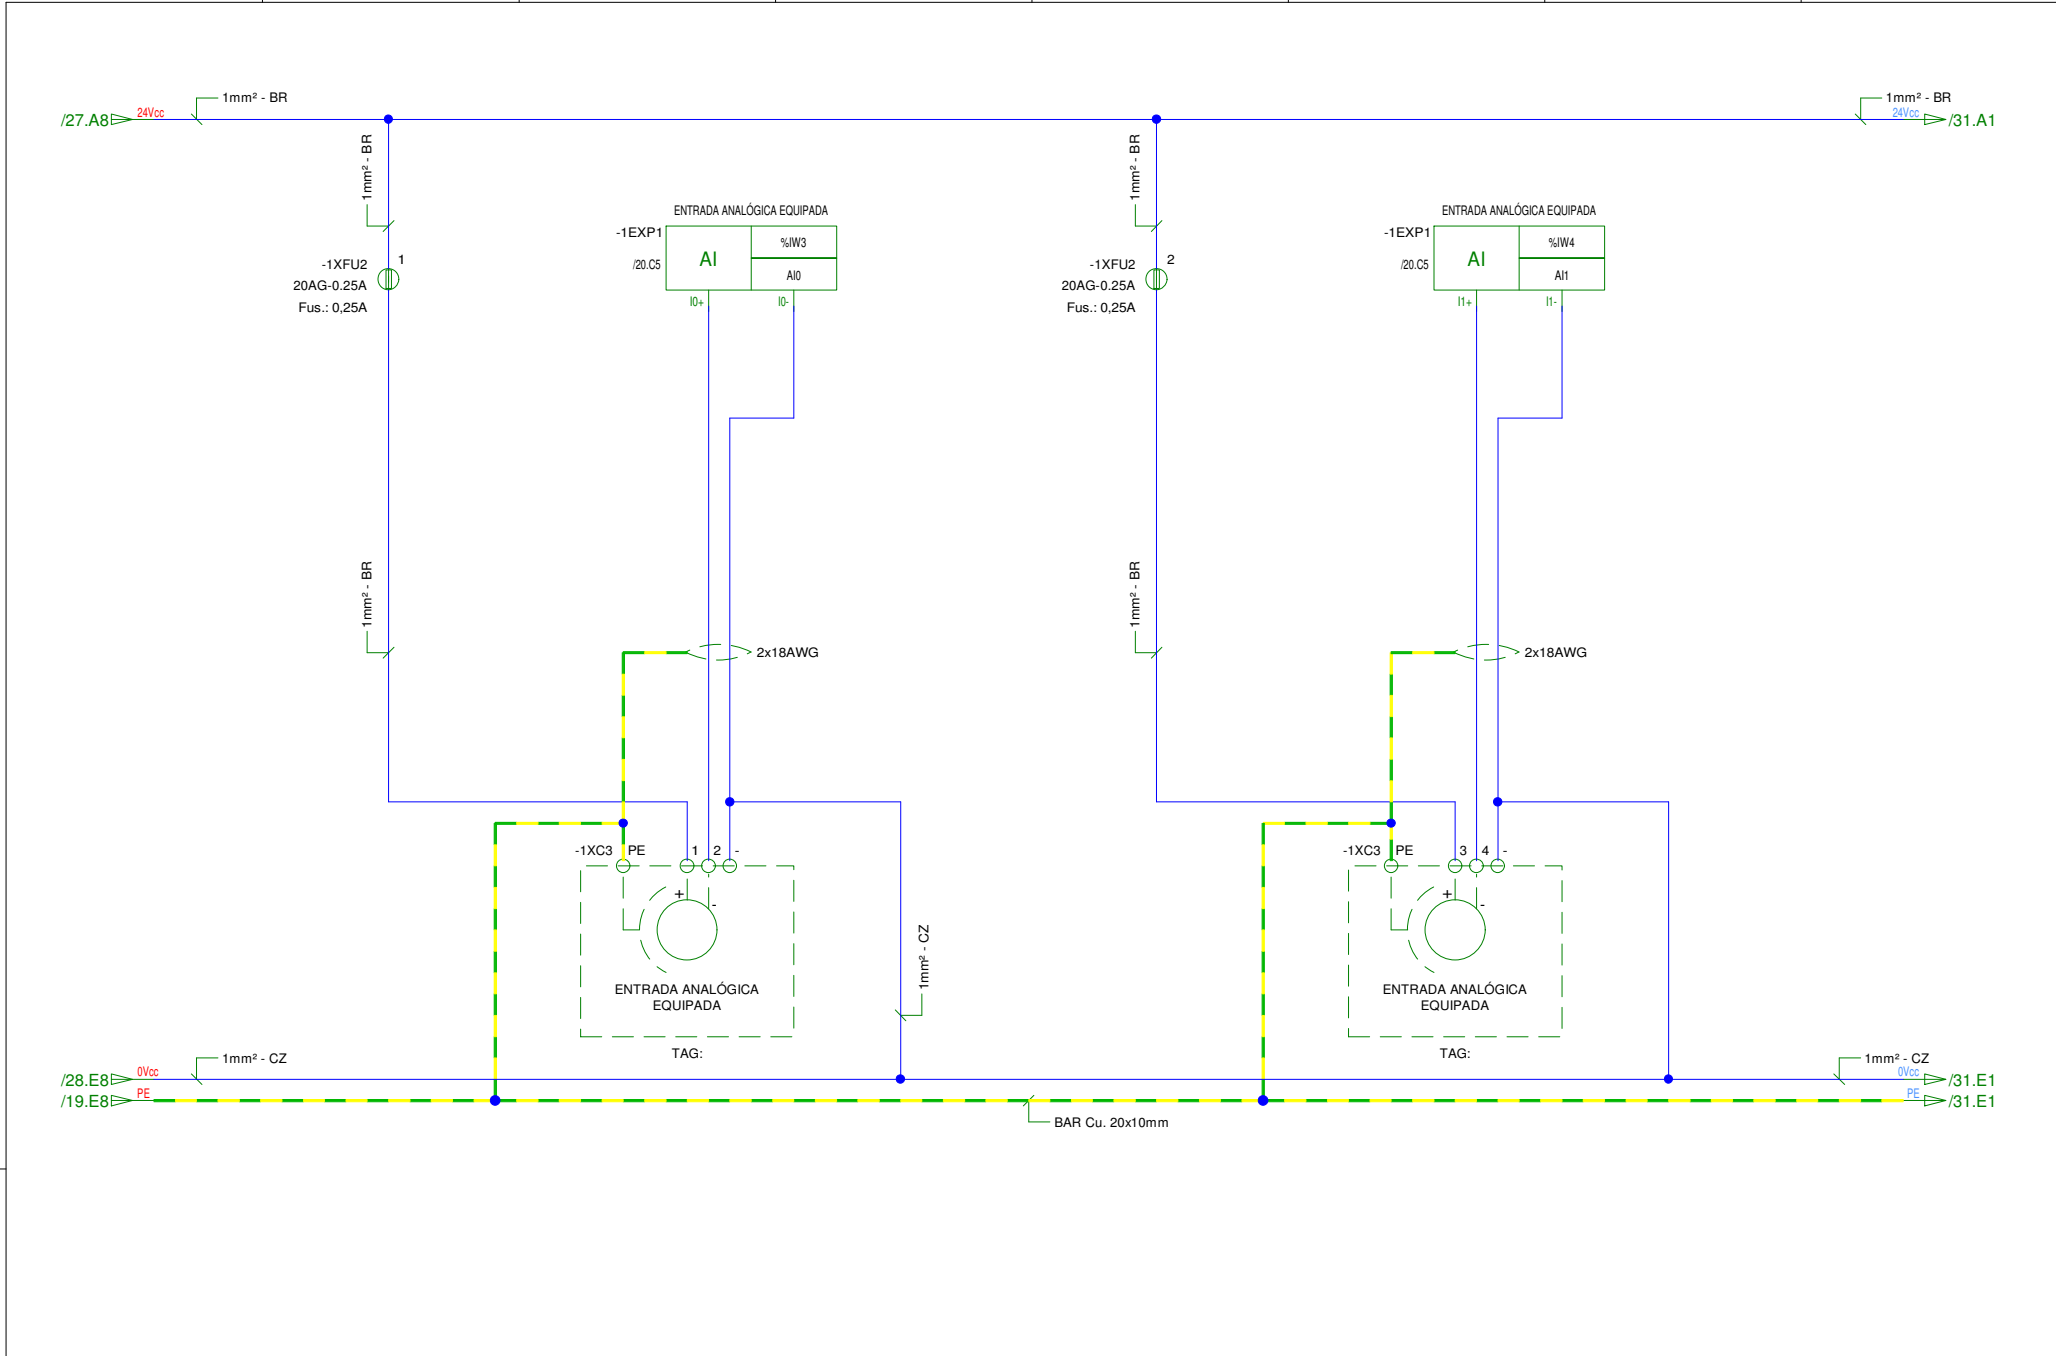 1mm² - BR
1mm² - BR
/27.A8
24Vcc
24Vcc
/31.A1
1mm² - BR
1mm² - BR
ENTRADA ANALÓGICA EQUIPADA
ENTRADA ANALÓGICA EQUIPADA
-1EXP1
AI
%IW3
/20.C5
AI0
I0+
I0-
-1EXP1
AI
%IW4
/20.C5
AI1
I1+
I1-
-1XFU2
1
20AG-0.25A
Fus.: 0,25A
-1XFU2
2
20AG-0.25A
Fus.: 0,25A
1mm² - BR
1mm² - BR
2x18AWG
2x18AWG
-1XC3
PE
1
2
-
+
-
ENTRADA ANALÓGICA
EQUIPADA
TAG:
-1XC3
PE
3
4
-
+
-
ENTRADA ANALÓGICA
EQUIPADA
TAG:
1mm² - CZ
1mm² - CZ
1mm² - CZ
/28.E8
0Vcc
0Vcc
/31.E1
/19.E8
PE
PE
/31.E1
BAR Cu. 20x10mm